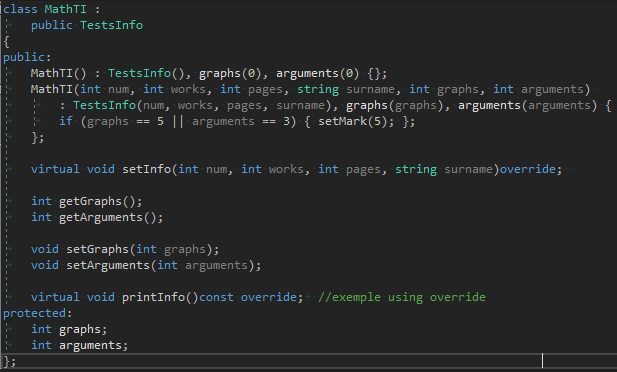 class MathTI :
public TestsInfo
{
public:
MathTI() : TestsInfo(), graphs(0), arguments(0) {};
MathTI(int num, int works, int pages, string surname, int graphs, int arguments)
: TestsInfo(num, works, pages, surname), graphs(graphs), arguments(arguments) {
if (graphs == 5 || arguments == 3) { setMark(5); };
};
virtual void setInfo(int num, int works, int pages, string surname)override;
int getGraphs();
int getArguments();
void setGraphs(int graphs);
void setArguments(int arguments);
virtual void printInfo()const override; //exemple using override
protected:
int graphs;
int arguments;
};